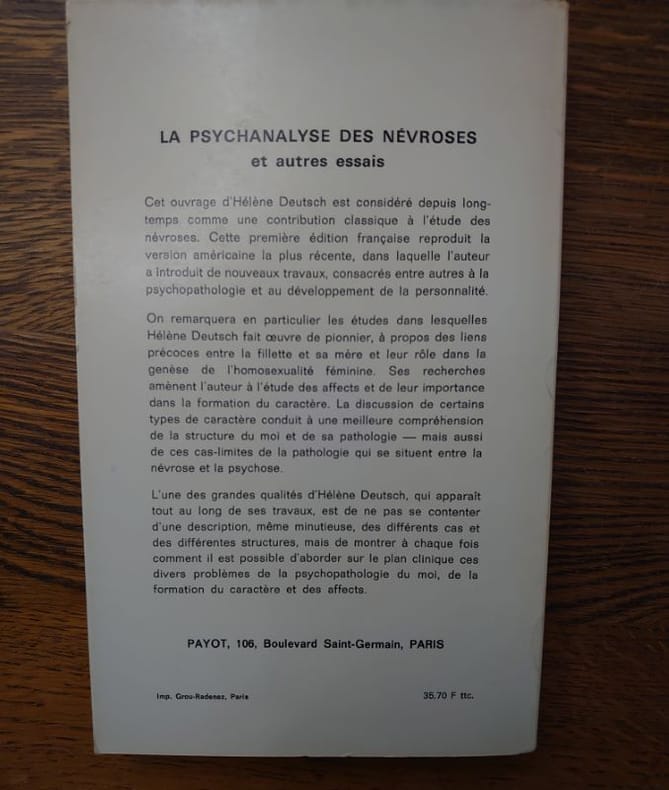 LA PSYCHANALYSE DES NÉVROSES
et autres essais
Cet ouvrage d'Hélène Deutsch est considéré depuis long-
temps comme une contribution classique à l'étude des
névroses. Cette première édition française reproduit la
version américaine la plus récente, dans laquelle l'auteur
a introduit de nouveaux travaux, consacrés entre autres à la
psychopathologie et au développement de la personnalité.
On remarquera en particulier les études dans lesquelles
Hélène Deutsch fait œuvre de pionnier, à propos des liens
précoces entre la fillette et sa mère et leur rôle dans la
genèse de l'homosexualité féminine. Ses recherches
amènent l'auteur à l'étude des affects et de leur importance
dans la formation du caractère. La discussion de certains
types de caractère conduit à une meilleure compréhension
de la structure du moi et de sa pathologie — mais aussi
de ces cas-limites de la pathologie qui se situent entre la
névrose et la psychose.
L'une des grandes qualités d'Hélène Deutsch, qui apparaît
tout au long de ses travaux, est de ne pas se contenter
d'une description, même minutieuse, des différents cas et
des différentes structures, mais de montrer à chaque fois
comment il est possible d'aborder sur le plan clinique ces
divers problèmes de la psychopathologie du moi, de la
formation du caractère et des affects.
PAYOT, 106, Boulevard Saint-Germain, PARIS
Imp. Grou-Radenez, Paris
35,70 F ttc.